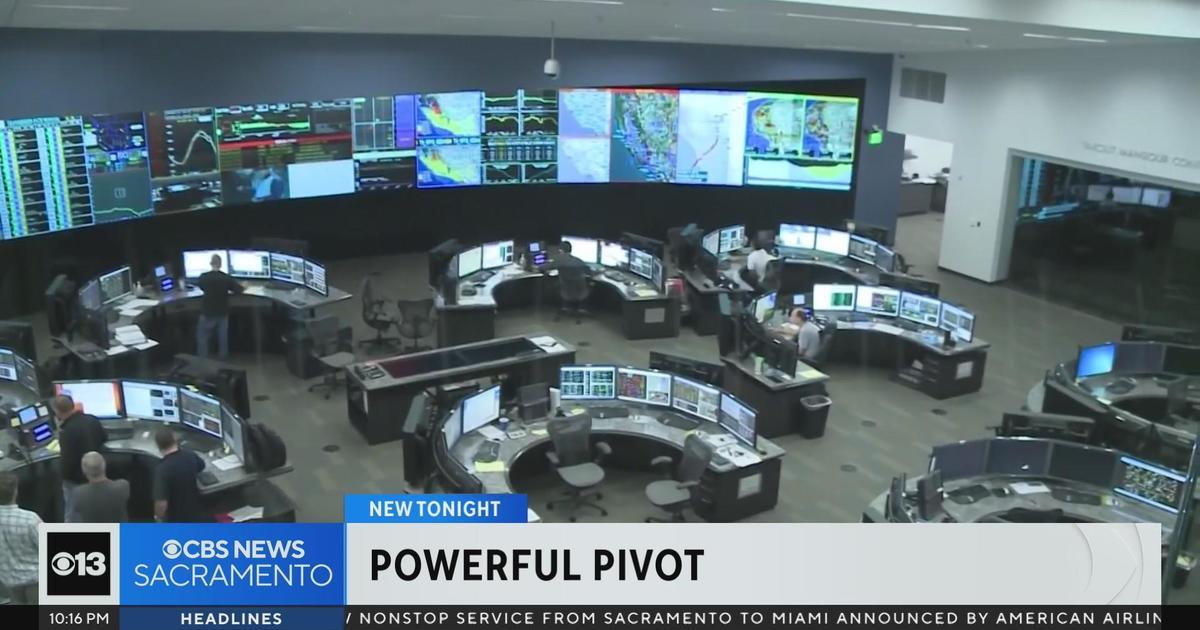 NEW TONIGHT
13
CBS NEWS
SACRAMENTO
POWERFUL PIVOT
10:16 PM
HEADLINES
/ NONSTOP SERVICE FROM SACRAMENTO TO MIAMI ANNOUNCED BY AMERICAN AIRLIN